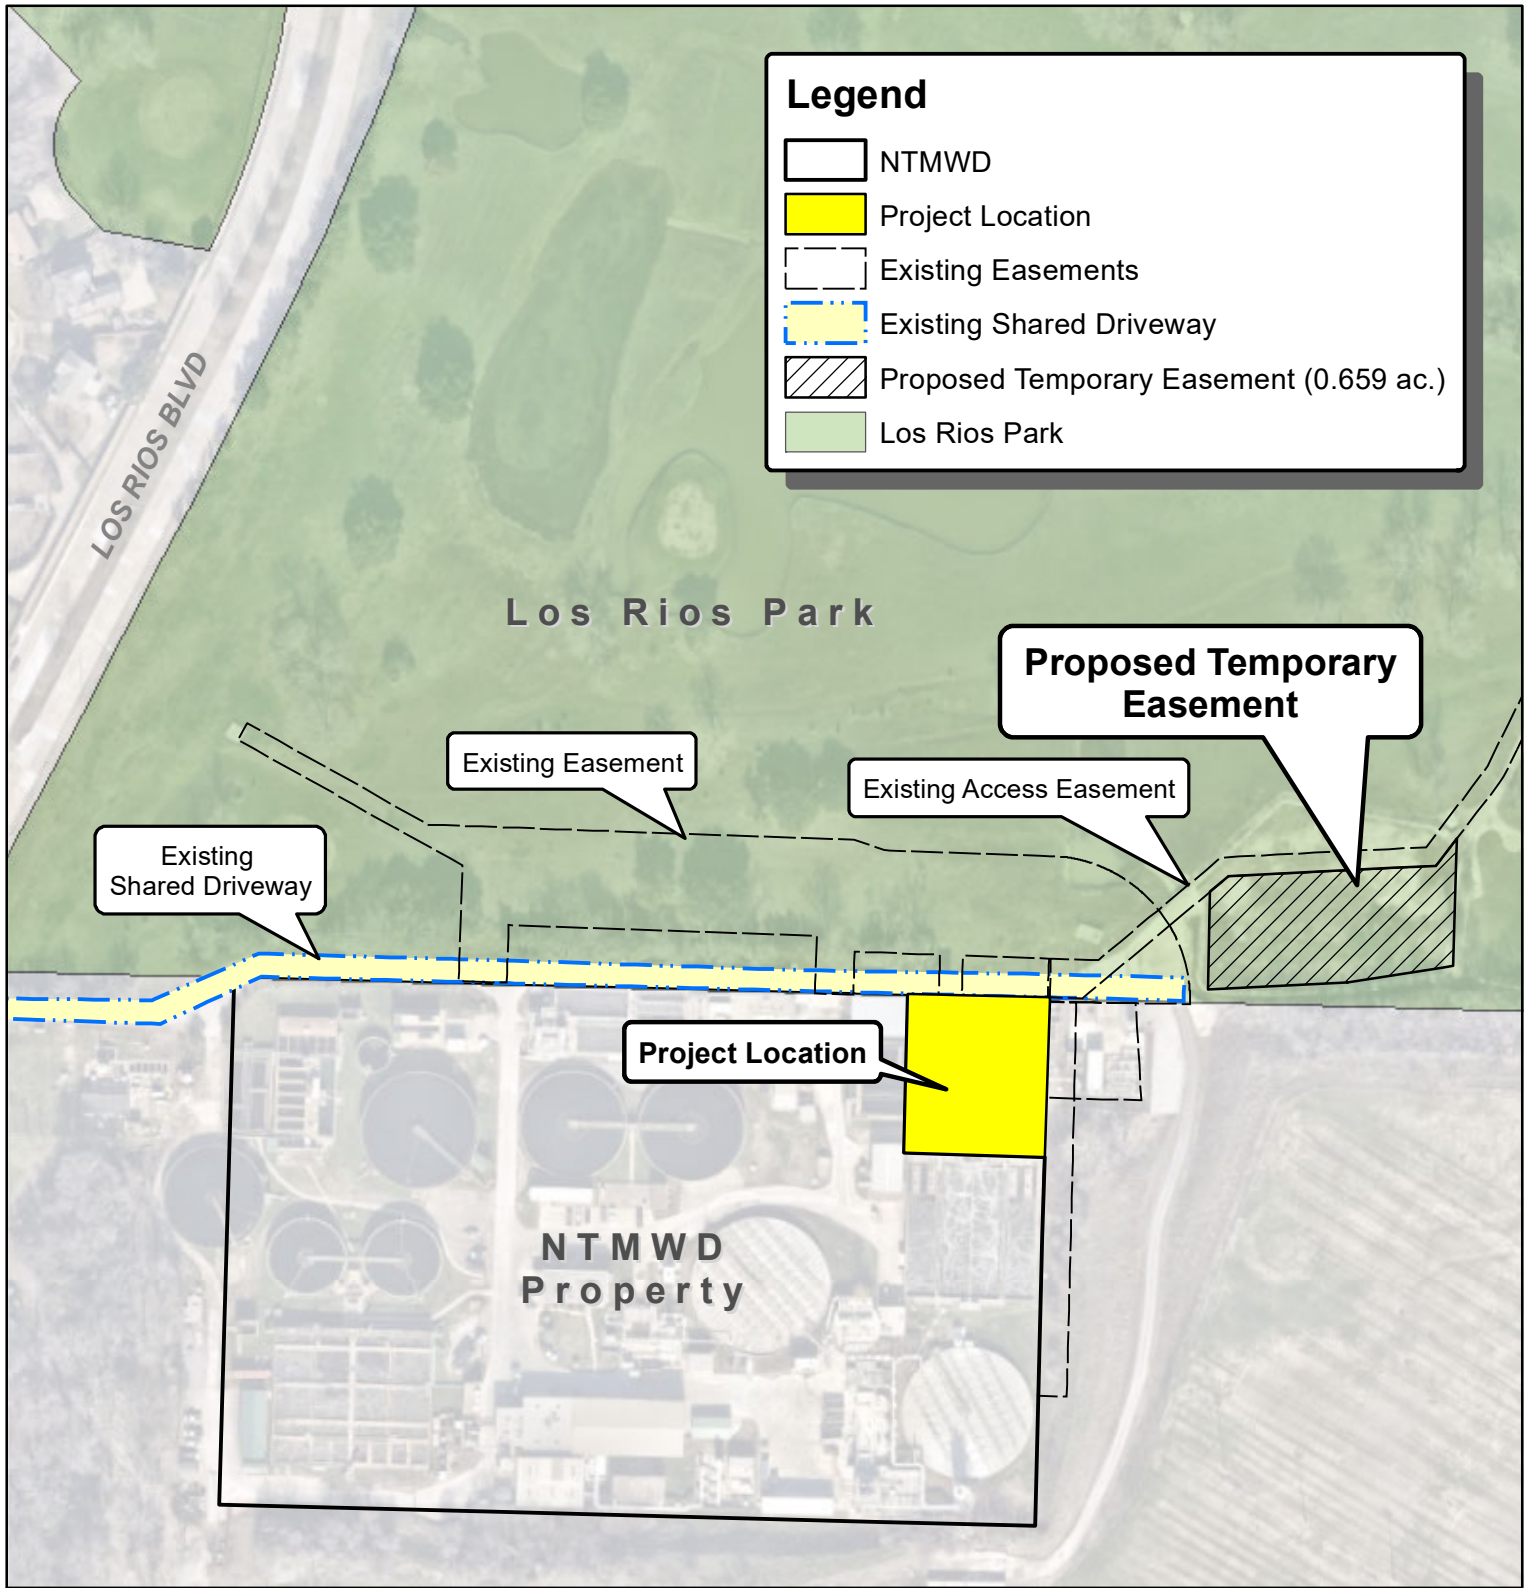 Legend
NTMWD
Project Location
Existing Easements
Existing Shared Driveway
Proposed Temporary Easement (0.659 ac.)
Los Rios Park
LOS RIOS BLVD
Los Rios Park
Proposed Temporary
Easement
Existing Easement
Existing Access Easement
Existing
Shared Driveway
Project Location
NTMWD
Property